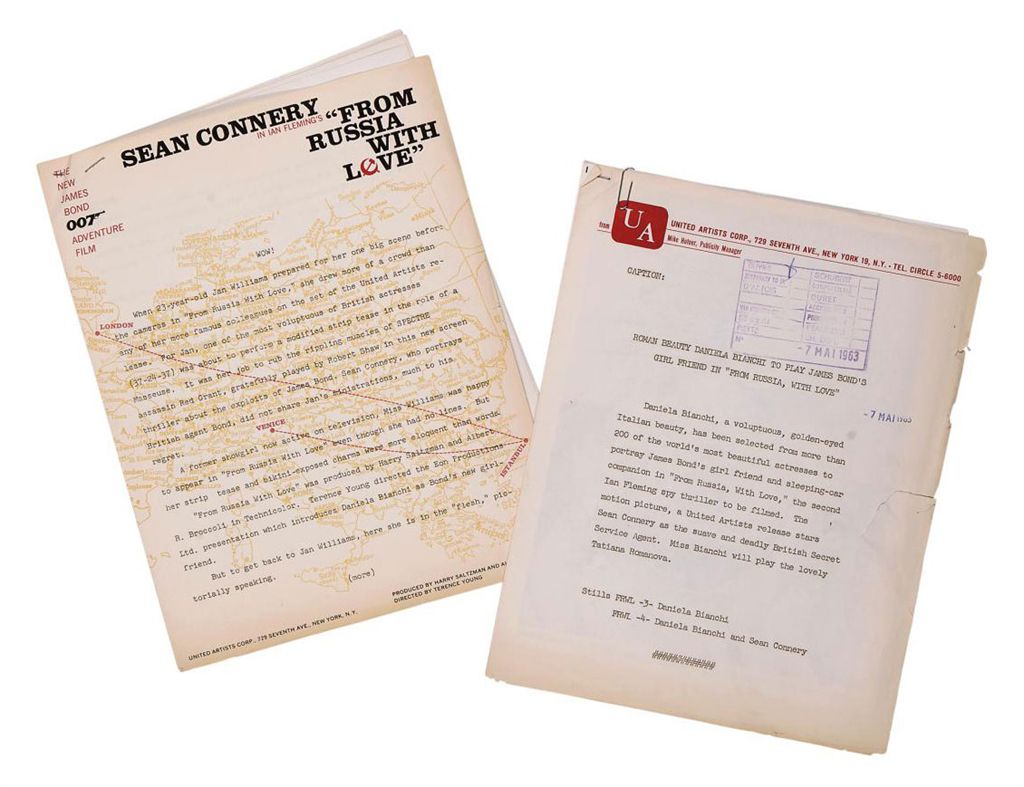 SEAN CONNERY
IN IAN FLEMING'S
"FROM
RUSSIA
WITH
LOVE"
THE
NEW
JAMES
BOND
007
ADVENTURE
FILM
WOW!
When 23-year-old Jan Williams prepared for her one big scene before
the cameras in "From Russia With Love," she drew more of a crowd than
any of her more famous colleagues on the set of the United Artists re-
lease. For Jan, one of the most voluptuous of British actresses
(37-24-37) was about to perform a modified strip tease in the role of a
Masseuse. It was her job to rub the rippling muscles of SPECTRE
assassin Red Grant, gratefully played by Robert Shaw in this new screen
thriller about the exploits of James Bond. Sean Connery, who portrays
British agent Bond, did not share Jan's ministrations, much to his
regret.
A former showgirl now active on television, Miss Williams was happy
to appear in "From Russia With Love" even though she had no lines. But
her strip tease and bikini-exposed charms were more eloquent than words.
"From Russia With Love" was produced by Harry Saltzman and Albert
R. Broccoli in Technicolor. Terence Young directed the Eon Productions
Ltd. presentation which introduces Daniela Bianchi as Bond's new girl-
friend.
But to get back to Jan Williams, here she is in the "flesh," pic-
torially speaking.
(more)
LONDON
VENICE
ISTANBUL
PRODUCED BY HARRY SALTZMAN AND
DIRECTED BY TERENCE YOUNG
UNITED ARTISTS CORP., 729 SEVENTH AVE., NEW YORK, N.Y.
from
UA
UNITED ARTISTS CORP., 729 SEVENTH AVE., NEW YORK 19, N.Y. • TEL. CIRCLE 5-6000
Mike Hutner, Publicity Manager
CAPTION:
-7 MAI 1963
ROMAN BEAUTY DANIELA BIANCHI TO PLAY JAMES BOND'S
GIRL FRIEND IN "FROM RUSSIA, WITH LOVE"
-7 MAI 1963
Daniela Bianchi, a voluptuous, golden-eyed
Italian beauty, has been selected from more than
200 of the world's most beautiful actresses to
portray James Bond's girl friend and sleeping-car
companion in "From Russia, With Love," the second
Ian Fleming spy thriller to be filmed. The
motion picture, a United Artists release stars
Sean Connery as the suave and deadly British Secret
Service Agent. Miss Bianchi will play the lovely
Tatiana Romanova.
Stills FRWL -3- Daniela Bianchi
FRWL -4- Daniela Bianchi and Sean Connery
############